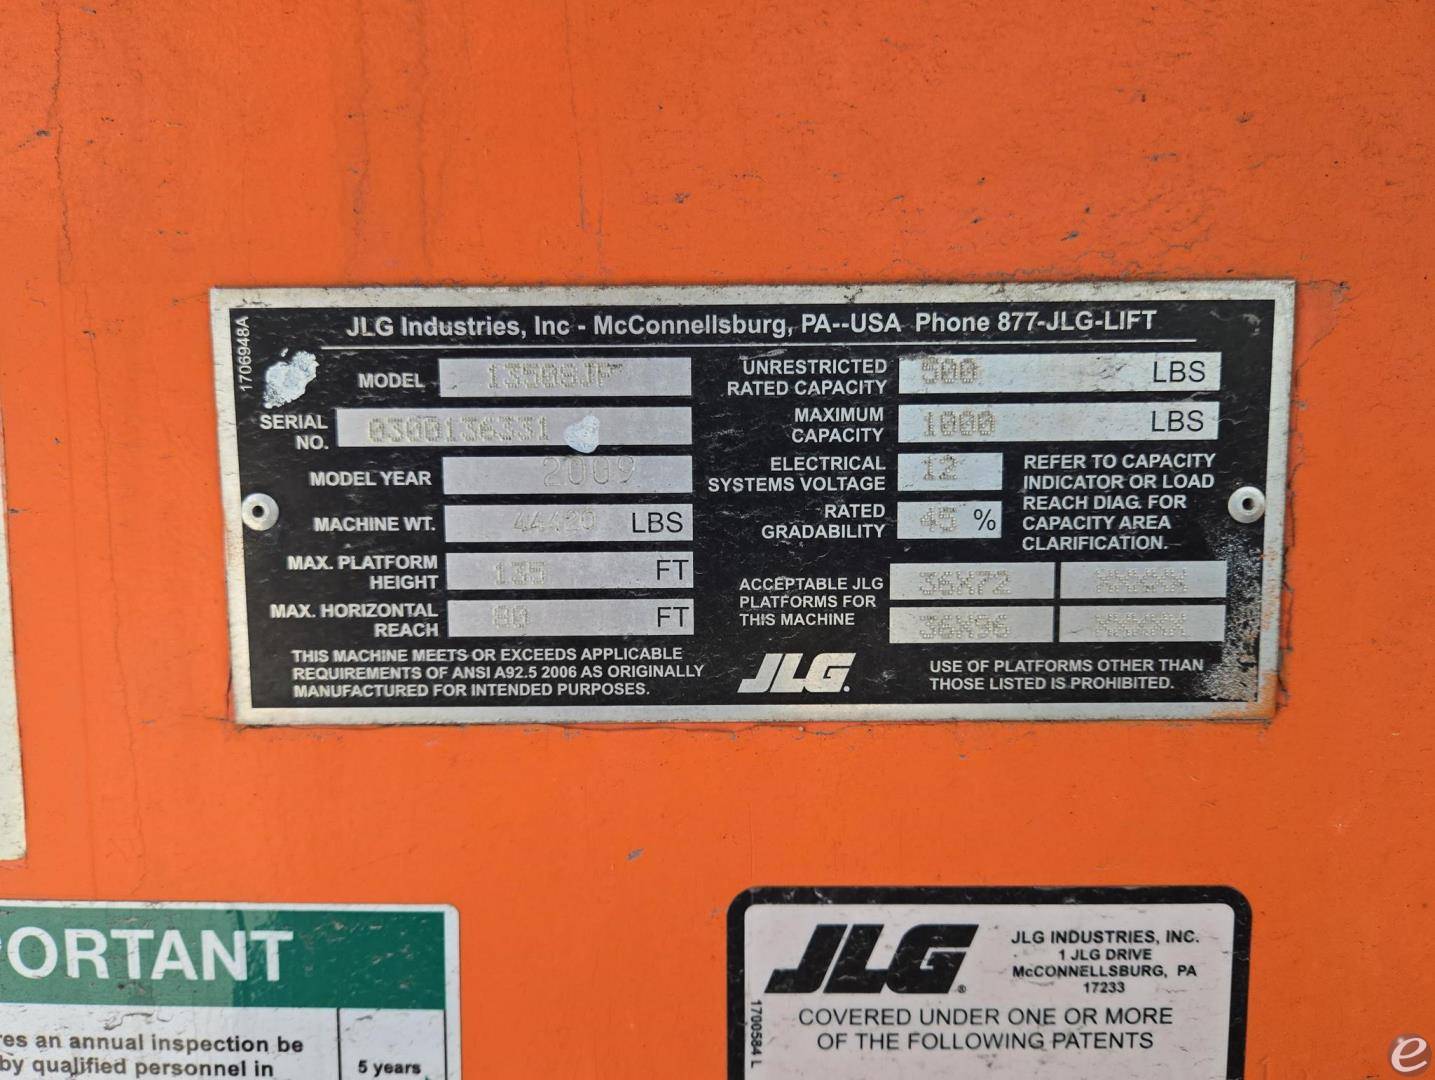 1706948A
JLG Industries, Inc - McConnellsburg, PA--USA Phone 877-JLG-LIFT
MODEL 1350SJP
SERIAL NO. 0300136331
MODEL YEAR 2009
MACHINE WT. LBS
MAX. PLATFORM HEIGHT 135 FT
MAX. HORIZONTAL REACH 80 FT
THIS MACHINE MEETS OR EXCEEDS APPLICABLE
REQUIREMENTS OF ANSI A92.5 2006 AS ORIGINALLY
MANUFACTURED FOR INTENDED PURPOSES.
UNRESTRICTED
RATED CAPACITY 500 LBS
MAXIMUM
CAPACITY 1000 LBS
ELECTRICAL
SYSTEMS VOLTAGE 12
RATED
GRADABILITY 45 %
REFER TO CAPACITY
INDICATOR OR LOAD
REACH DIAG. FOR
CAPACITY AREA
CLARIFICATION.
ACCEPTABLE JLG
PLATFORMS FOR
THIS MACHINE
36X72
36X96
JLG.
USE OF PLATFORMS OTHER THAN
THOSE LISTED IS PROHIBITED.
PORTANT
res an annual inspection be
by qualified personnel in
5 years
JLG®
JLG INDUSTRIES, INC.
1 JLG DRIVE
McCONNELLSBURG, PA
17233
1700584 L
COVERED UNDER ONE OR MORE
OF THE FOLLOWING PATENTS
e